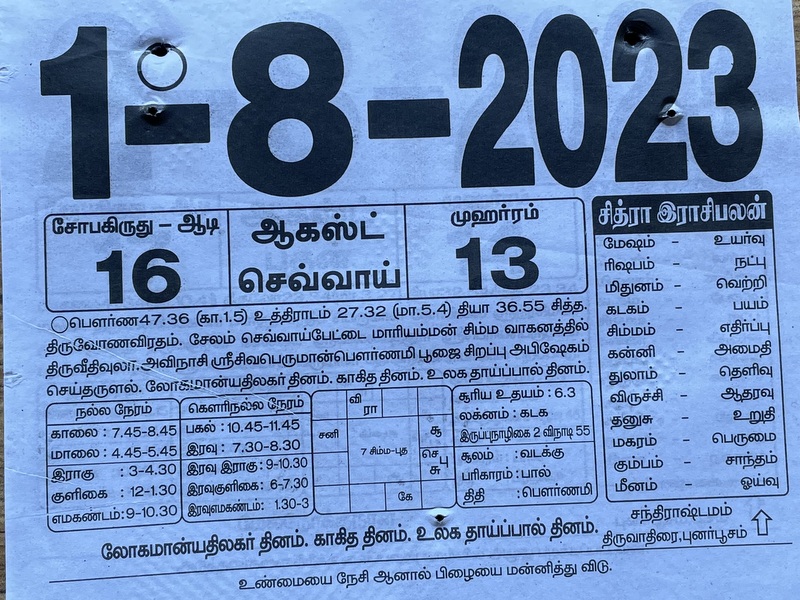 1-8-2023
சோபகிருது - ஆடி
16
ஆகஸ்ட்
செவ்வாய்
முஹர்ரம்
13
பௌர்ண47.36 (கா.1.5) உத்திராடம் 27.32 (மா.5.4) தியா 36.55 சித்த.
திருவோணவிரதம். சேலம் செவ்வாய்பேட்டை மாரியம்மன் சிம்ம வாகனத்தில்
திருவீதிவுலா.அவிநாசி ஸ்ரீசிவபெருமான்பௌர்ணமி பூஜை சிறப்பு அபிஷேகம்
செய்தருளல். லோகமான்யதிலகர் தினம். காகித தினம். உலக தாய்ப்பால் தினம்.
நல்ல நேரம்
காலை : 7.45-8.45
மாலை : 4.45-5.45
இராகு : 3-4.30
குளிகை : 12-1.30
எமகண்டம்:9-10.30
கௌரிநல்ல நேரம்
பகல் : 10.45-11.45
இரவு : 7.30-8.30
இரவு இராகு : 9-10.30
இரவுகுளிகை : 6-7.30
இரவுஎமகண்டம்: 1.30-3
வி
ரா
சனி
7 சிம்ம-புத
சூ
செ பு
சு
கே
சூரிய உதயம் : 6.3
லக்னம் : கடக
இருப்புநாழிகை 2 விநாடி 55
சூலம் : வடக்கு
பரிகாரம் : பால்
திதி : பௌர்ணமி
சித்ரா இராசிபலன்
மேஷம் - உயர்வு
ரிஷபம் - நட்பு
மிதுனம் - வெற்றி
கடகம் - பயம்
சிம்மம் - எதிர்ப்பு
கன்னி - அமைதி
துலாம் - தெளிவு
விருச்சி - ஆதரவு
தனுசு - உறுதி
மகரம் - பெருமை
கும்பம் - சாந்தம்
மீனம் - ஓய்வு
சந்திராஷ்டமம்
திருவாதிரை,புனர்பூசம்
லோகமான்யதிலகர் தினம். காகித தினம். உலக தாய்ப்பால் தினம்.
உண்மையை நேசி ஆனால் பிழையை மன்னித்து விடு.